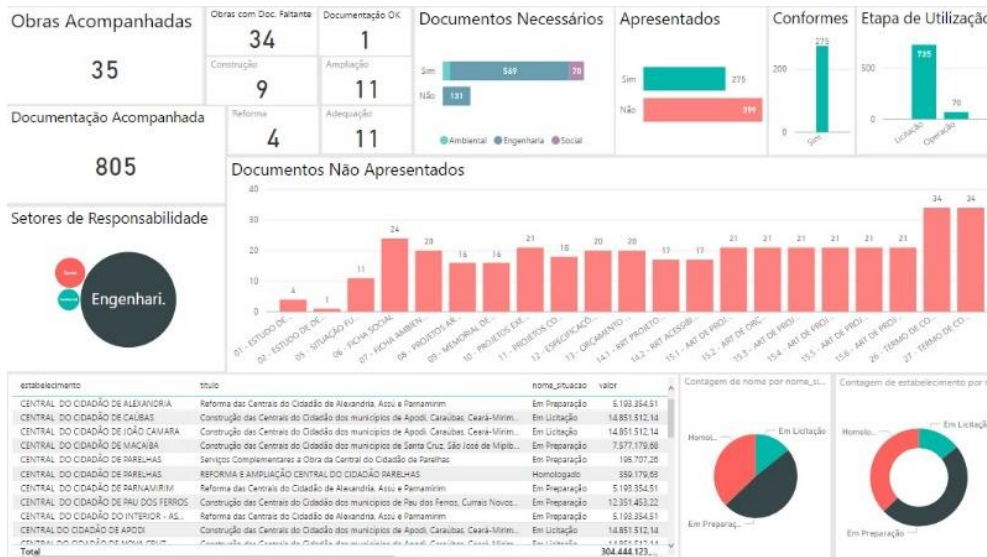 Obras Acompanhadas
35
Obras com Doc. Faltante
34
Documentação OK
1
Construção
9
Ampliação
11
Reforma
4
Adequação
11
Documentos Necessários
Sim
569
70
Não
131
Ambiental Engenharia Social
Apresentados
Sim
275
Não
399
Conformes
275
200
0
Sim
Etapa de Utilização
500
0
735
70
Licitação
Operação
Documentação Acompanhada
805
Setores de Responsabilidade
Engenhari.
Documentos Não Apresentados
40
30
20
10
0
4
1
11
24
20
16
16
21
18
20
20
17
17
21
21
21
21
21
21
34
34
01 - ESTUDO DE...
02 - ESTUDO DE DE...
05 - SITUAÇÃO FU...
06 - FICHA SOCIAL
07 - FICHA AMBIEN...
08 - PROJETOS AR...
09 - MEMORIAL DE...
10 - PROJETOS EXE...
11 - PROJETOS CO...
12 - ESPECIFICAÇÕ...
13 - ORÇAMENTO...
14.1 - RRT PROJETO...
14.2 - RRT ACESSIBI...
15.1 - ART DE PROJ...
15.2 - ART DE ORÇ...
15.3 - ART DE PROJ...
15.4 - ART DE PROJ...
15.5 - ART DE PROJ...
15.6 - ART DE PROJ...
26 - TERMO DE CO...
27 - TERMO DE CO...
estabelecimento titulo nome_situacao valor
CENTRAL DO CIDADÃO DE ALEXANDRIA Reforma das Centrais do Cidadão de Alexandria, Assú e Parnamirim Em Preparação 5.193.354,51
CENTRAL DO CIDADÃO DE CAÚBAS Construção das Centrais do Cidadão dos municípios de Apodi, Caraúbas, Ceará-Mirim... Em Licitação 14.851.512,14
CENTRAL DO CIDADÃO DE JOÃO CAMARA Construção das Centrais do Cidadão dos municípios de Apodi, Caraúbas, Ceará-Mirim... Em Licitação 14.851.512,14
CENTRAL DO CIDADÃO DE MACAÍBA Construção das Centrais do Cidadão dos municípios de Santa Cruz, São José de Mipib... Em Preparação 7.577.179,68
CENTRAL DO CIDADÃO DE PARELHAS Serviços Complementares a Obra da Central do Cidadão de Parelhas Em Preparação 195.707,26
CENTRAL DO CIDADÃO DE PARELHAS REFORMA E AMPLIAÇÃO CENTRAL DO CIDADÃO PARELHAS Homologado 359.179,63
CENTRAL DO CIDADÃO DE PARNAMIRIM Reforma das Centrais do Cidadão de Alexandria, Assú e Parnamirim Em Preparação 5.193.354,51
CENTRAL DO CIDADÃO DE PAU DOS FERROS Construção das Centrais do Cidadão dos municípios de Pau dos Ferros, Currais Novos... Em Preparação 12.351.453,22
CENTRAL DO CIDADÃO DO INTERIOR - AS... Reforma das Centrais do Cidadão de Alexandria, Assú e Parnamirim Em Preparação 5.193.354,51
CENTRAL DO CIDADÃO DE APODI Construção das Centrais do Cidadão dos municípios de Apodi, Caraúbas, Ceará-Mirim... Em Licitação 14.851.512,14
Total 304.444.123,...
Contagem de nome por nome_si...
Homol...
Em Licitação
Em Preparaç...
Contagem de estabelecimento por n
Homolo...
Em Licitação
Em Preparação